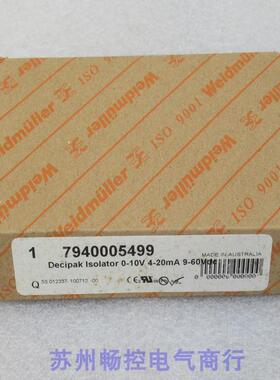 Weidmüller
ISO 9001
Weidmüller
ISO 9001
Weidmüller
1 7940005499
Decipak Isolator 0-10V 4-20mA 9-60Vdc
MADE IN AUSTRALIA
Q
苏州畅控电气商行